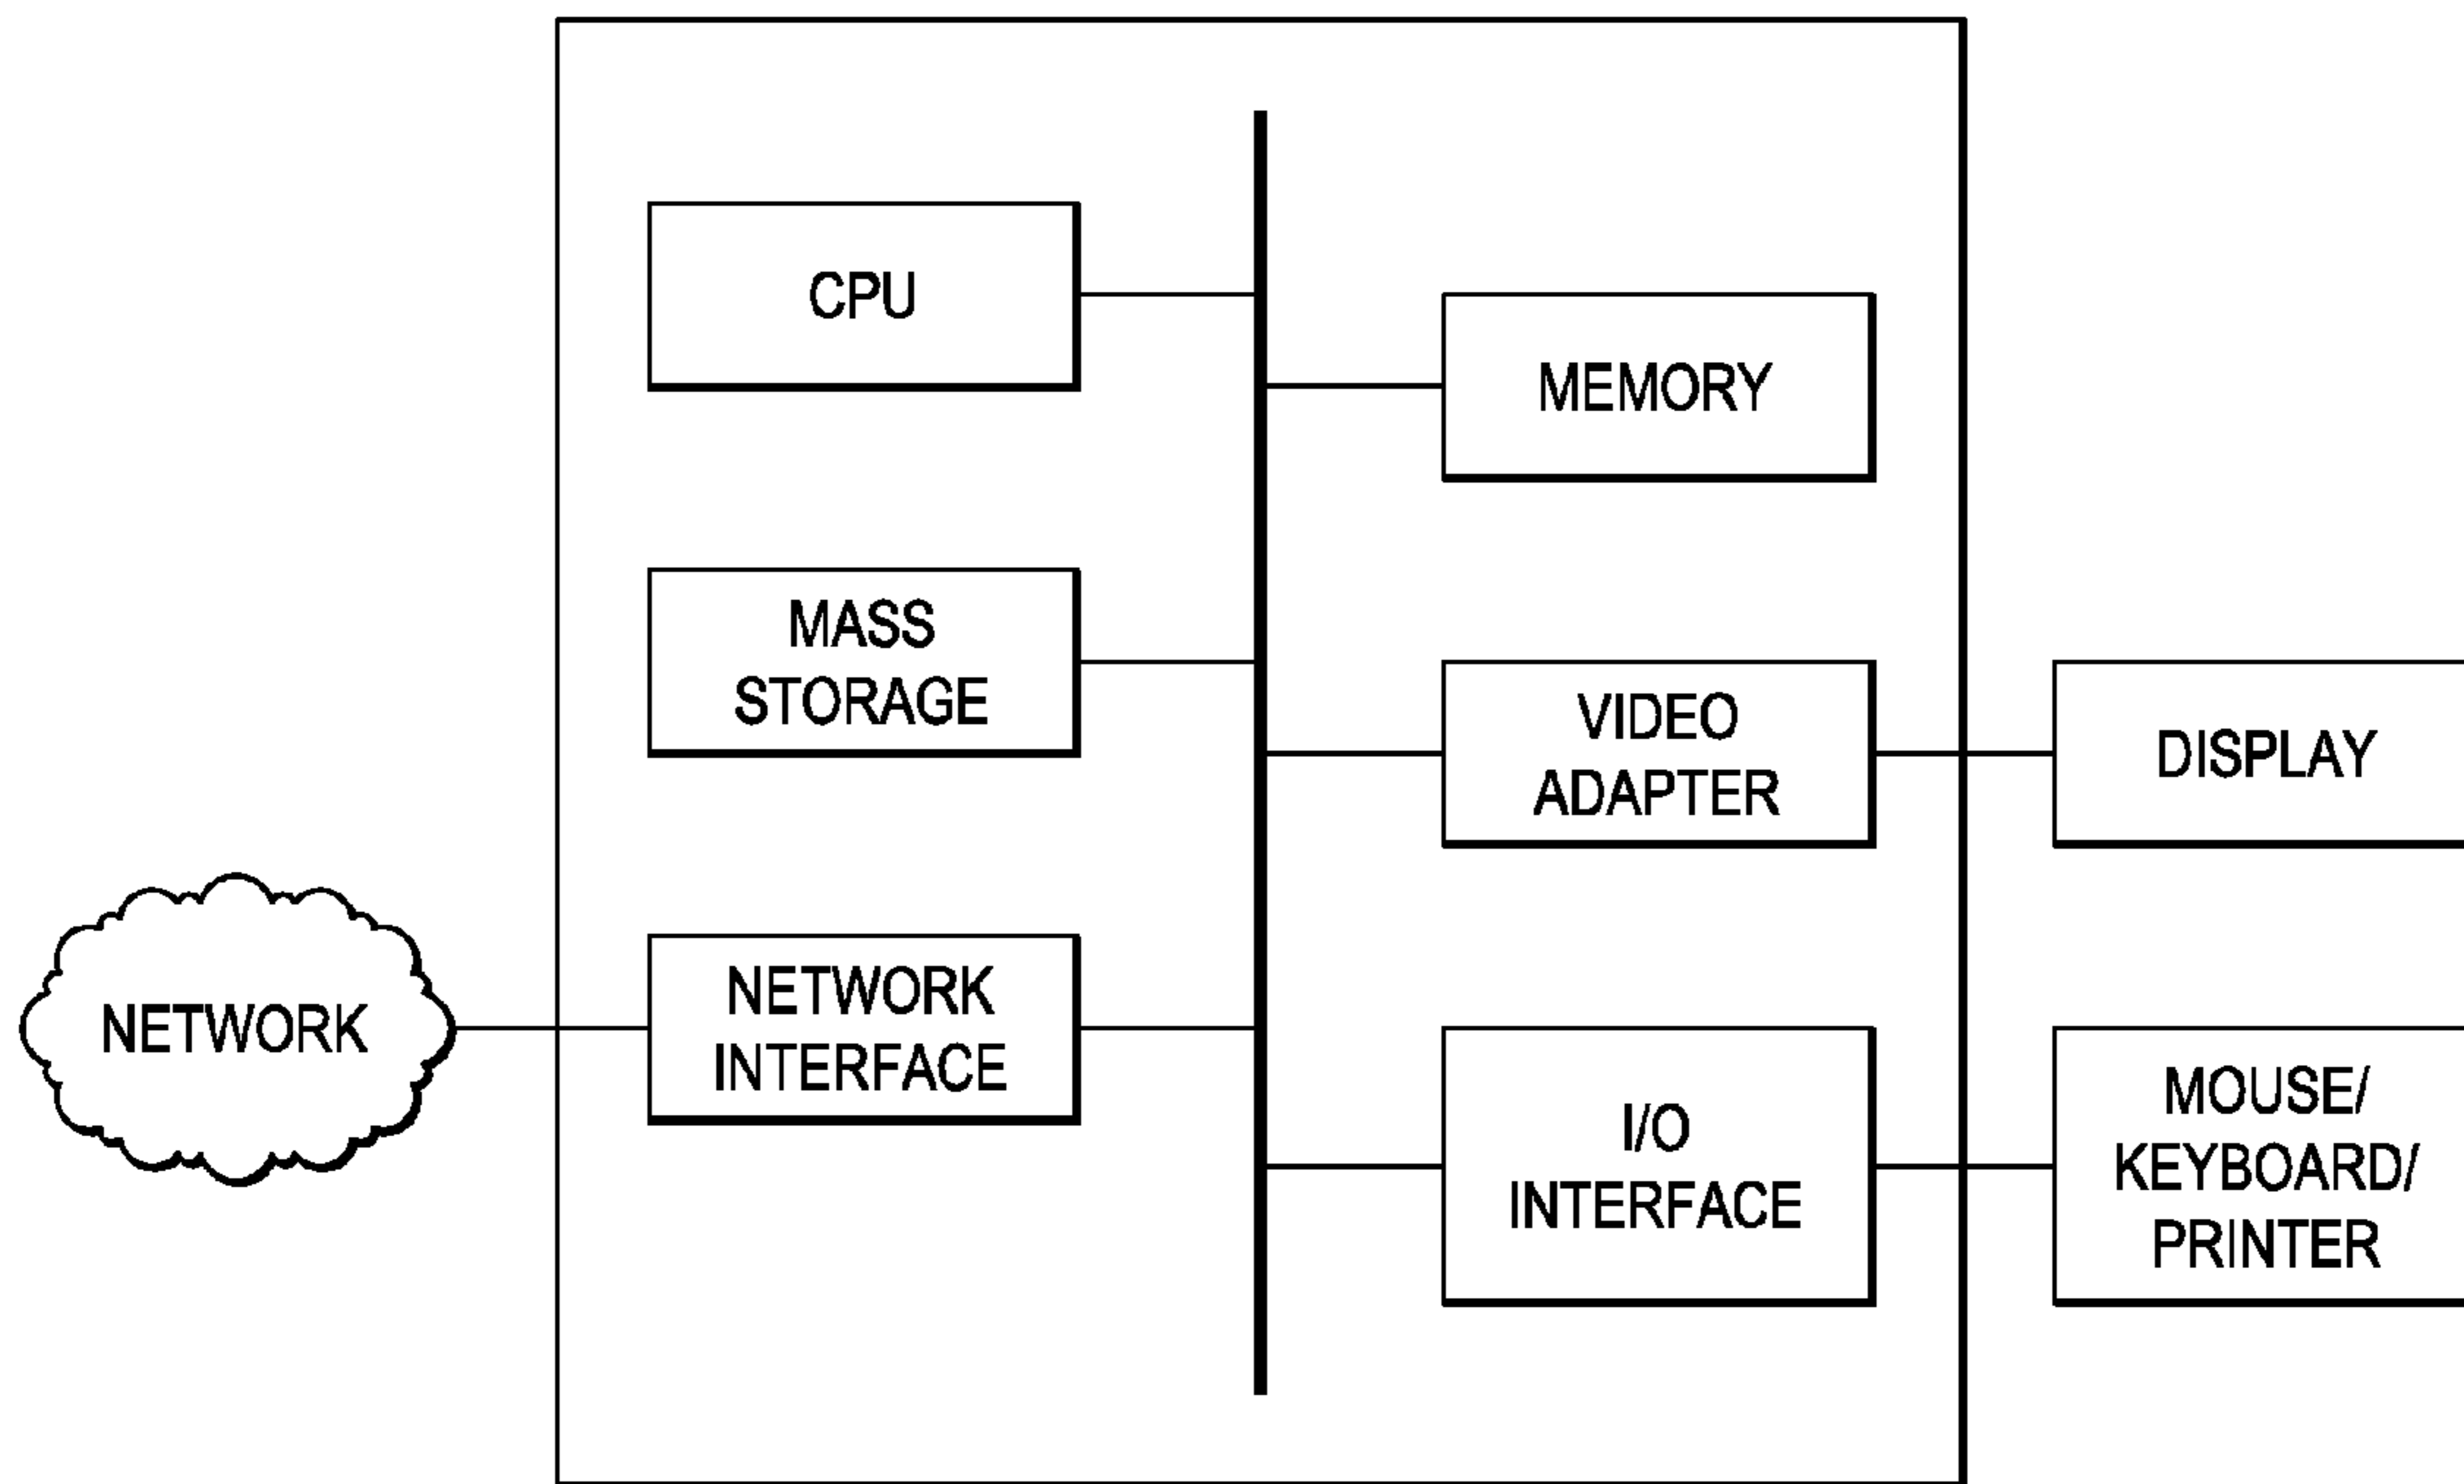 CPU
MEMORY
MASS
STORAGE
VIDEO
ADAPTER
DISPLAY
NETWORK
NETWORK
INTERFACE
I/O
INTERFACE
MOUSE/
KEYBOARD/
PRINTER